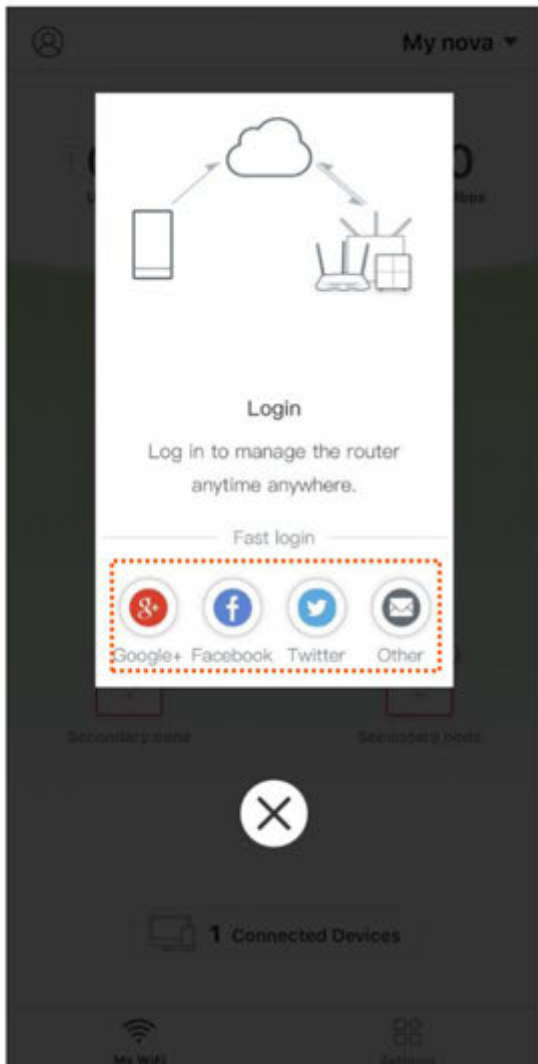 My nova
Login
Log in to manage the router
anytime anywhere.
Fast login
Google+ Facebook Twitter Other
Secondary node Secondary node
1 Connected Devices
My WiFi Settings